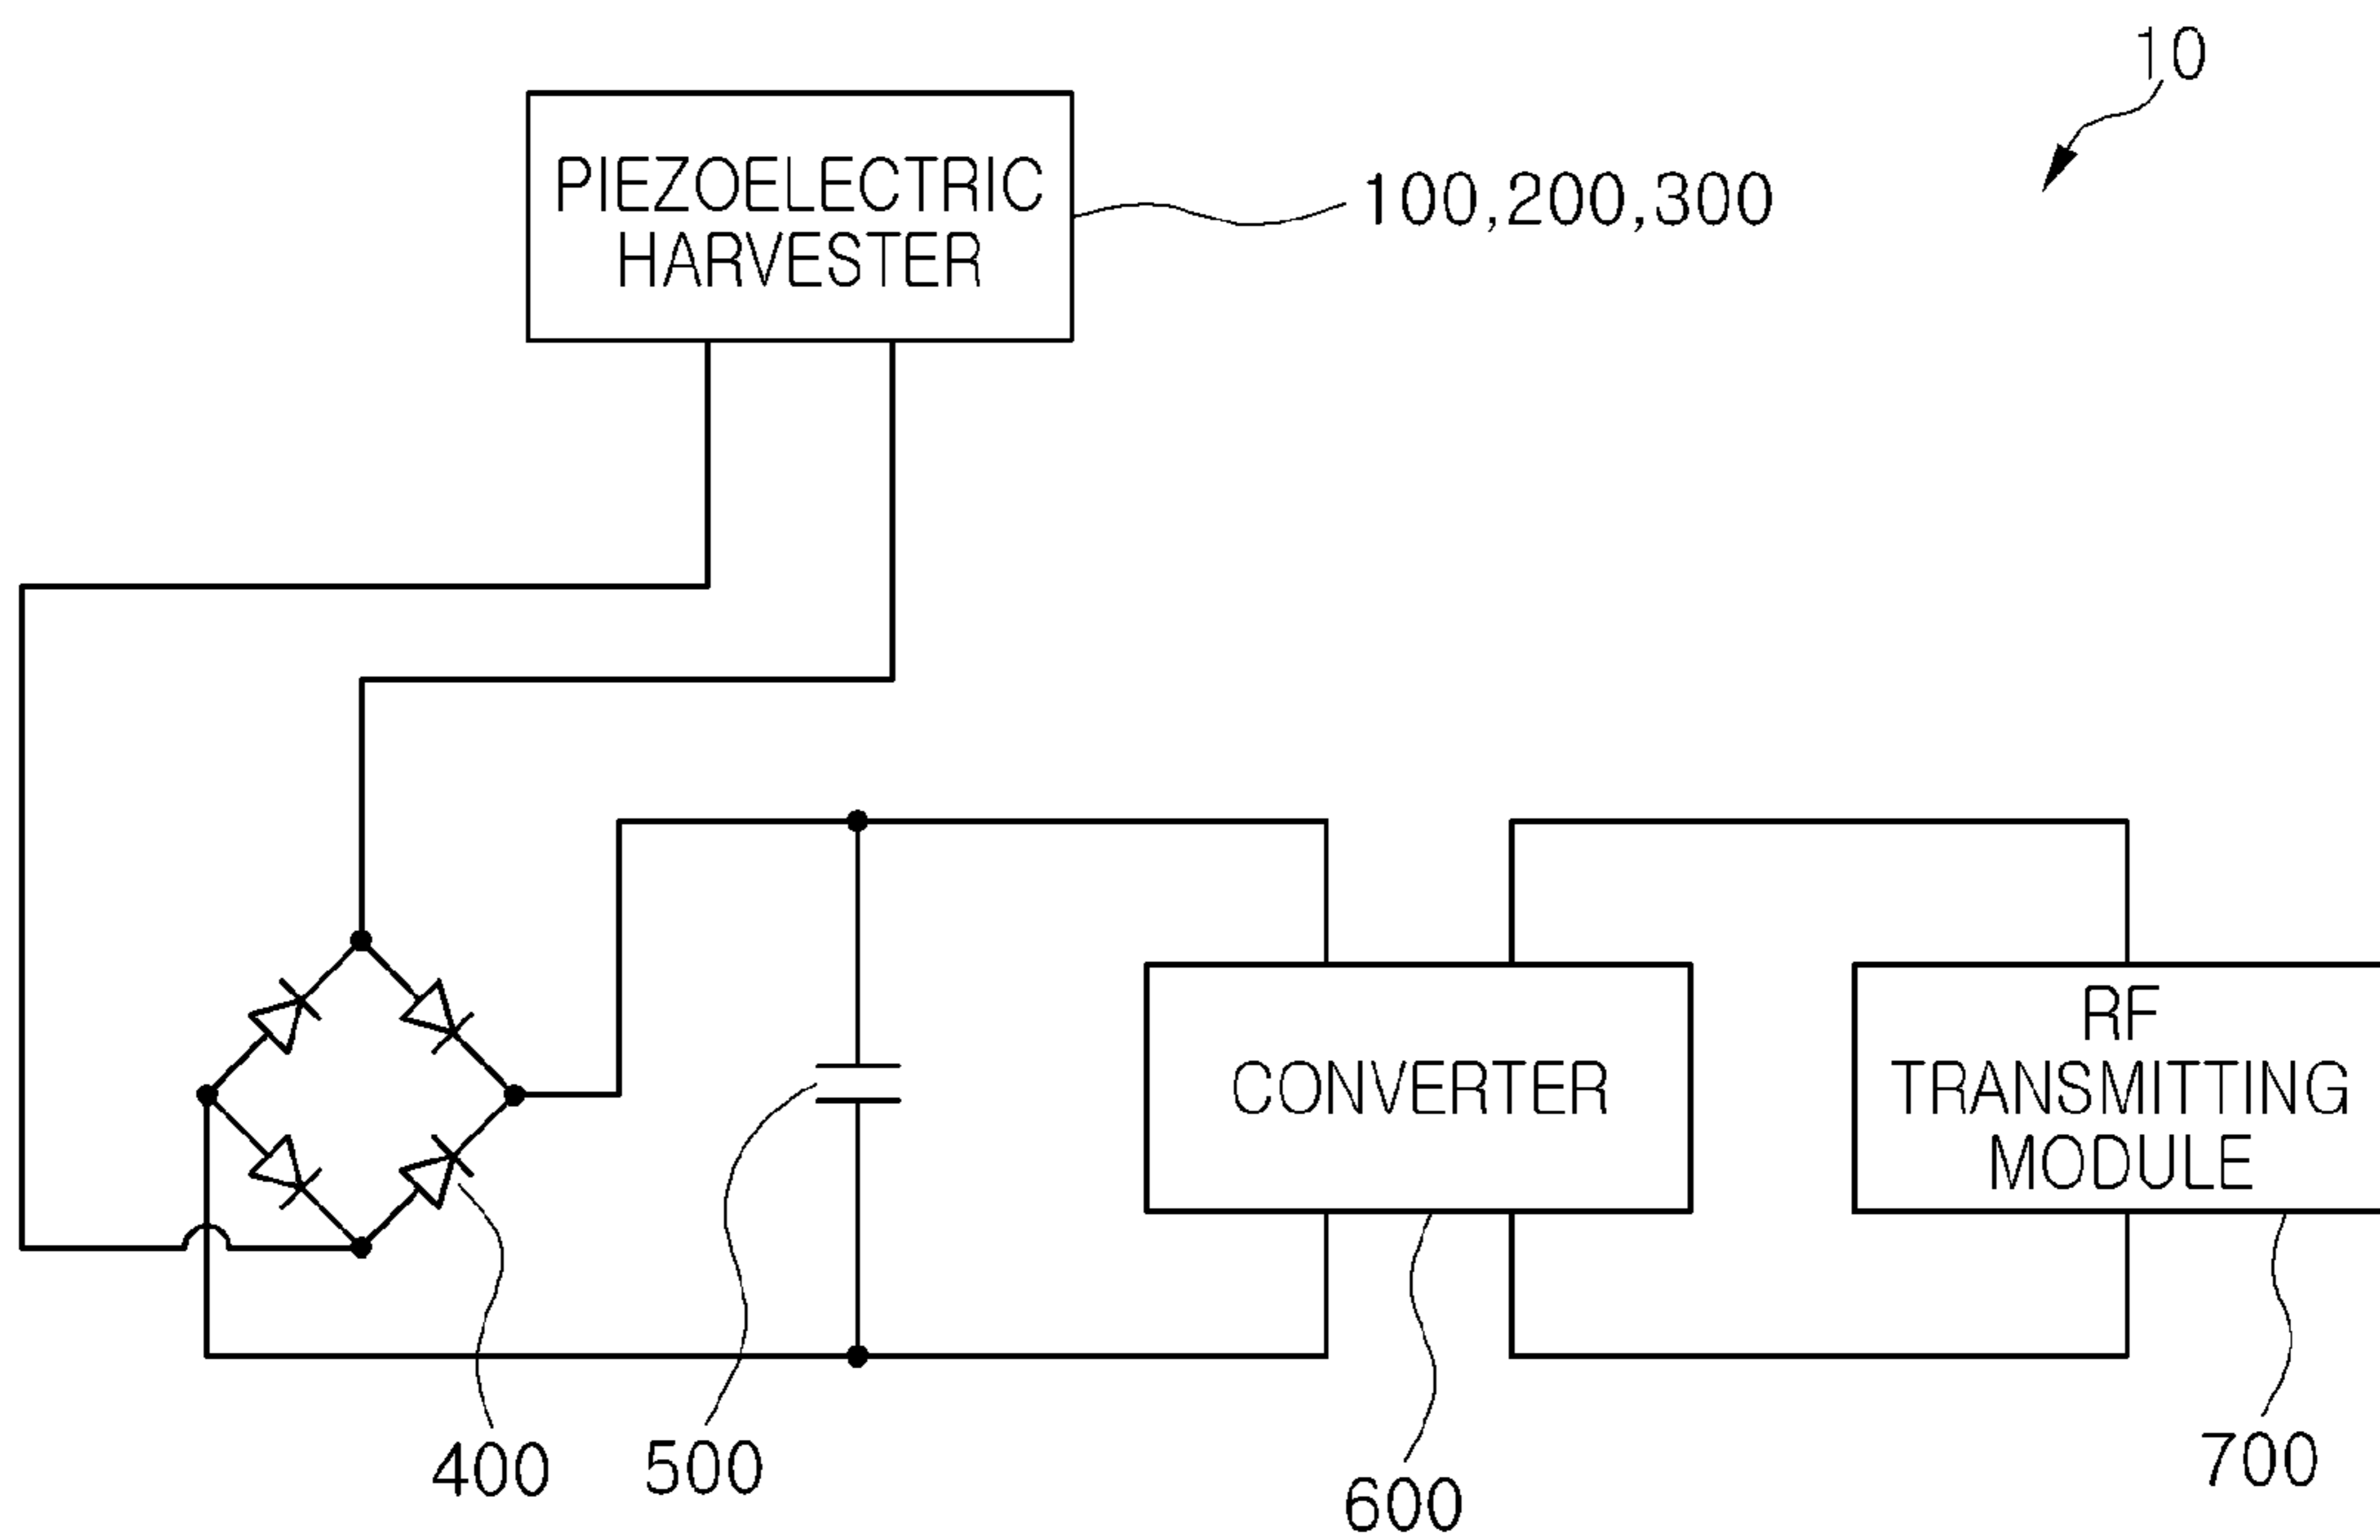 10
PIEZOELECTRIC
HARVESTER
100,200,300
CONVERTER
RF
TRANSMITTING
MODULE
400
500
600
700